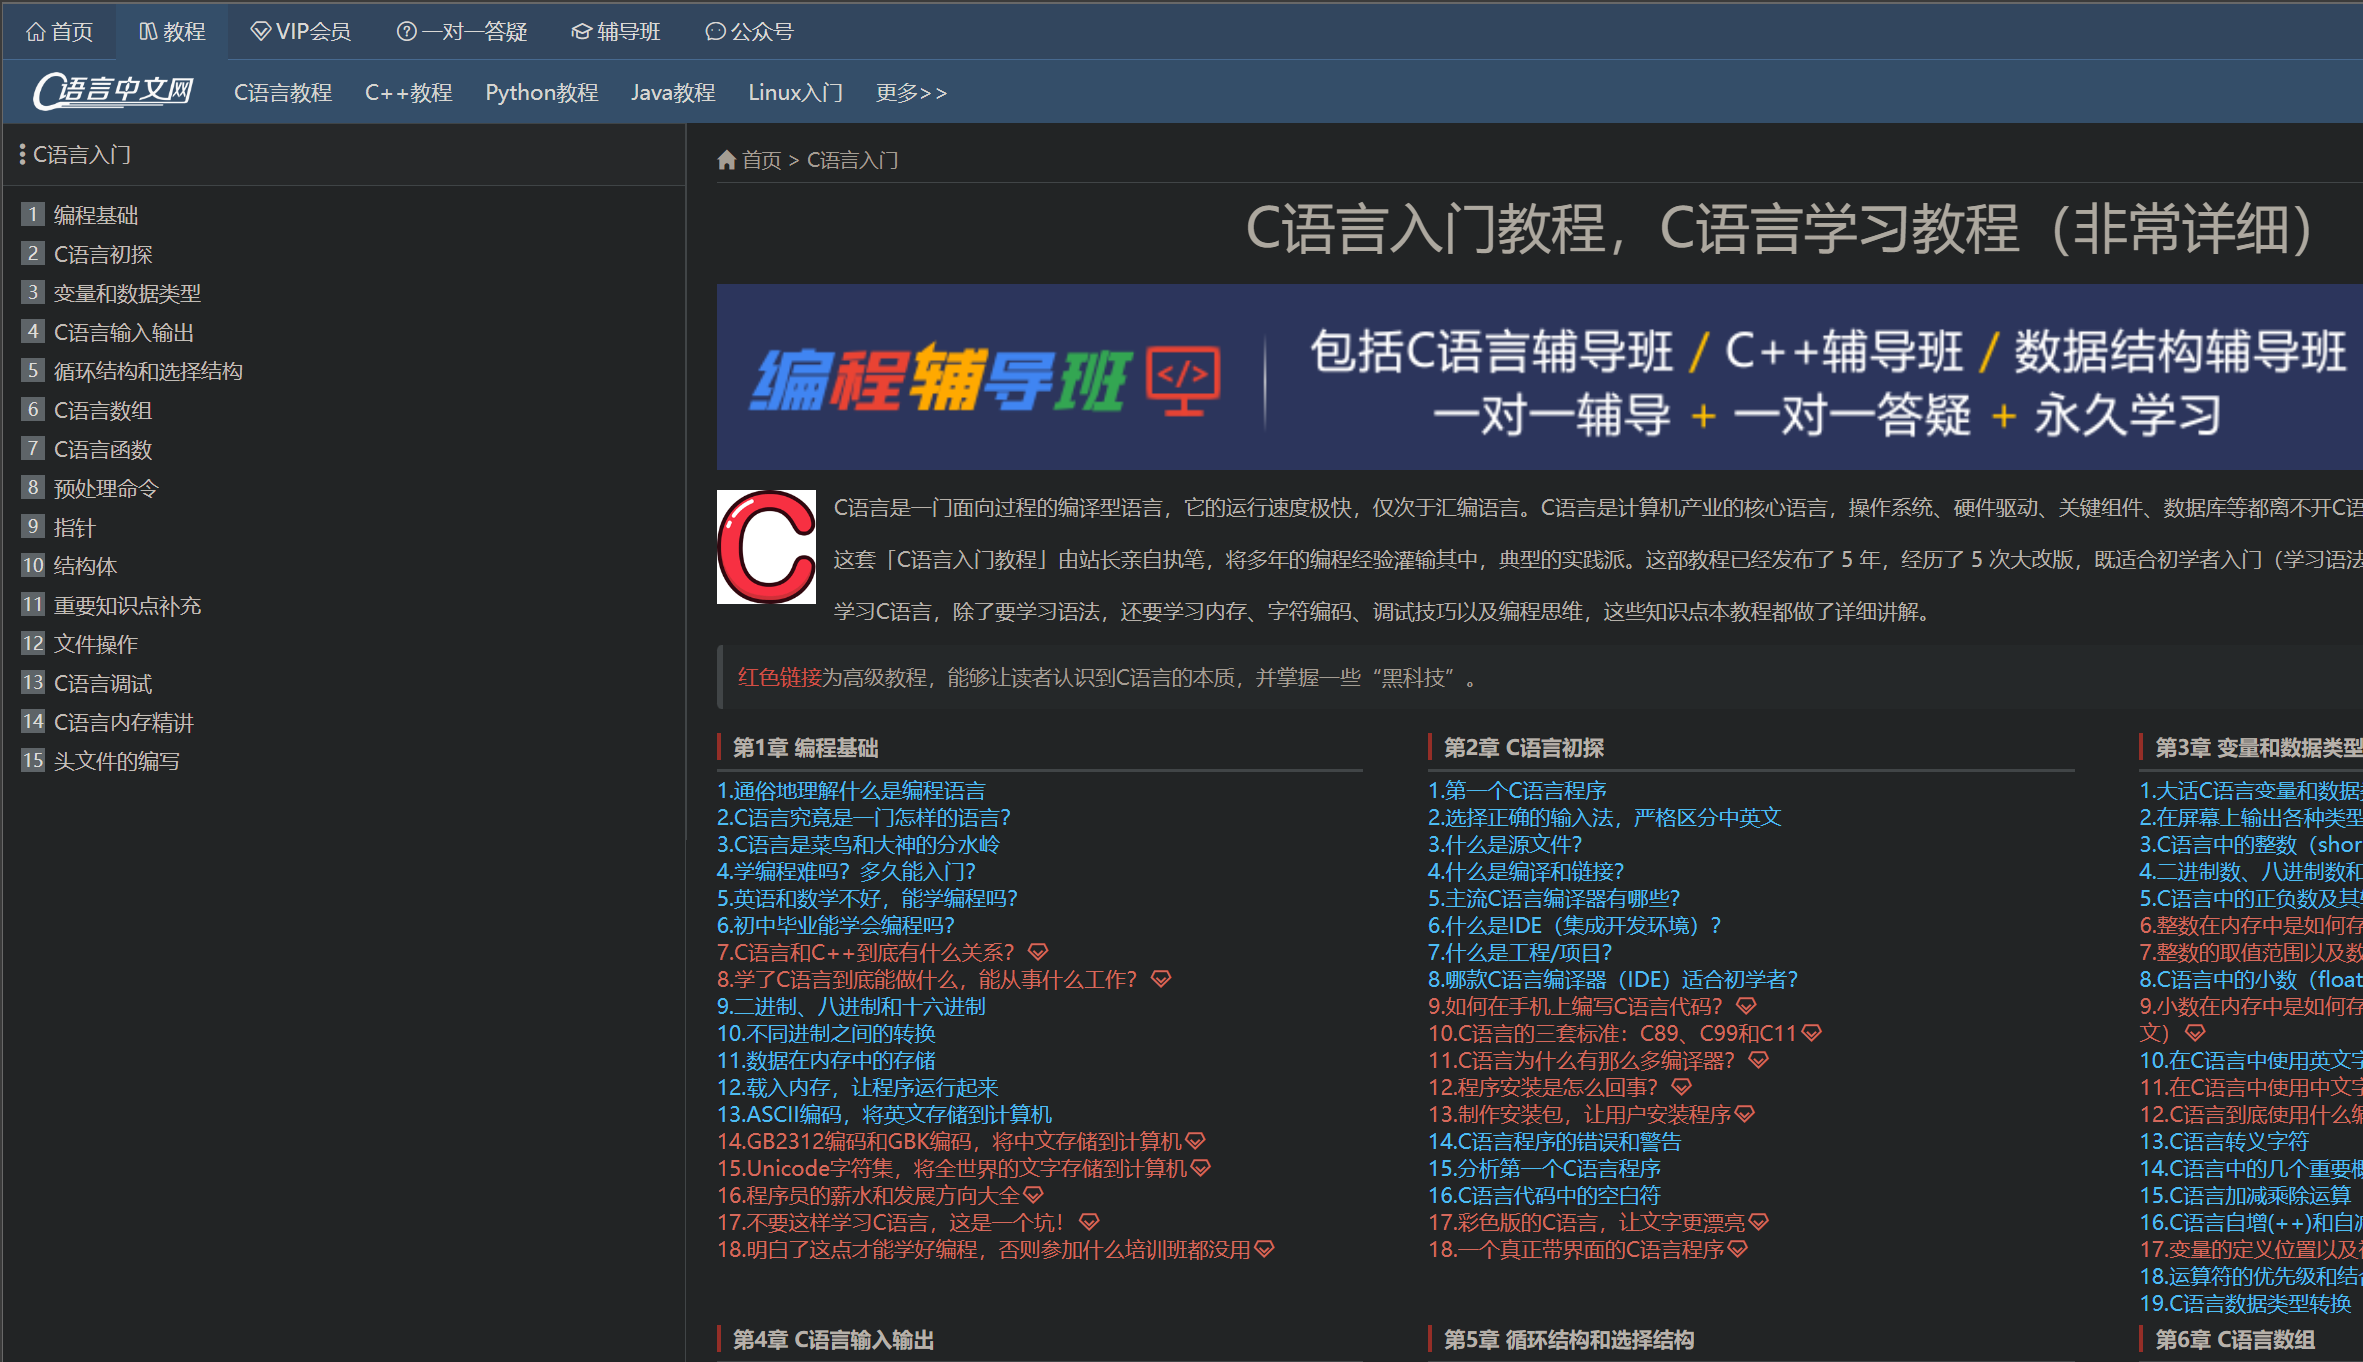 首页 教程 VIP会员 一对一答疑 辅导班 公众号
C语言中文网 C语言教程 C++教程 Python教程 Java教程 Linux入门 更多>>
C语言入门
1 编程基础
2 C语言初探
3 变量和数据类型
4 C语言输入输出
5 循环结构和选择结构
6 C语言数组
7 C语言函数
8 预处理命令
9 指针
10 结构体
11 重要知识点补充
12 文件操作
13 C语言调试
14 C语言内存精讲
15 头文件的编写
首页 > C语言入门
C语言入门教程，C语言学习教程（非常详细）
编程辅导班 </>
包括C语言辅导班 / C++辅导班 / 数据结构辅导班
一对一辅导 + 一对一答疑 + 永久学习
C
C语言是一门面向过程的编译型语言，它的运行速度极快，仅次于汇编语言。C语言是计算机产业的核心语言，操作系统、硬件驱动、关键组件、数据库等都离不开C语
这套「C语言入门教程」由站长亲自执笔，将多年的编程经验灌输其中，典型的实践派。这部教程已经发布了 5 年，经历了 5 次大改版，既适合初学者入门（学习语法
学习C语言，除了要学习语法，还要学习内存、字符编码、调试技巧以及编程思维，这些知识点本教程都做了详细讲解。
红色链接为高级教程，能够让读者认识到C语言的本质，并掌握一些“黑科技”。
第1章 编程基础
1.通俗地理解什么是编程语言
2.C语言究竟是一门怎样的语言？
3.C语言是菜鸟和大神的分水岭
4.学编程难吗？多久能入门？
5.英语和数学不好，能学编程吗？
6.初中毕业能学会编程吗？
7.C语言和C++到底有什么关系？
8.学了C语言到底能做什么，能从事什么工作？
9.二进制、八进制和十六进制
10.不同进制之间的转换
11.数据在内存中的存储
12.载入内存，让程序运行起来
13.ASCII编码，将英文存储到计算机
14.GB2312编码和GBK编码，将中文存储到计算机
15.Unicode字符集，将全世界的文字存储到计算机
16.程序员的薪水和发展方向大全
17.不要这样学习C语言，这是一个坑！
18.明白了这点才能学好编程，否则参加什么培训班都没用
第2章 C语言初探
1.第一个C语言程序
2.选择正确的输入法，严格区分中英文
3.什么是源文件？
4.什么是编译和链接？
5.主流C语言编译器有哪些？
6.什么是IDE（集成开发环境）？
7.什么是工程/项目？
8.哪款C语言编译器（IDE）适合初学者？
9.如何在手机上编写C语言代码？
10.C语言的三套标准：C89、C99和C11
11.C语言为什么有那么多编译器？
12.程序安装是怎么回事？
13.制作安装包，让用户安装程序
14.C语言程序的错误和警告
15.分析第一个C语言程序
16.C语言代码中的空白符
17.彩色版的C语言，让文字更漂亮
18.一个真正带界面的C语言程序
第3章 变量和数据类型
1.大话C语言变量和数据
2.在屏幕上输出各种类型
3.C语言中的整数（shor
4.二进制数、八进制数和
5.C语言中的正负数及其
6.整数在内存中是如何存
7.整数的取值范围以及数
8.C语言中的小数（float
9.小数在内存中是如何存
文）
10.在C语言中使用英文字
11.在C语言中使用中文字
12.C语言到底使用什么编
13.C语言转义字符
14.C语言中的几个重要概
15.C语言加减乘除运算
16.C语言自增(++)和自减
17.变量的定义位置以及
18.运算符的优先级和结合
19.C语言数据类型转换
第4章 C语言输入输出
第5章 循环结构和选择结构
第6章 C语言数组